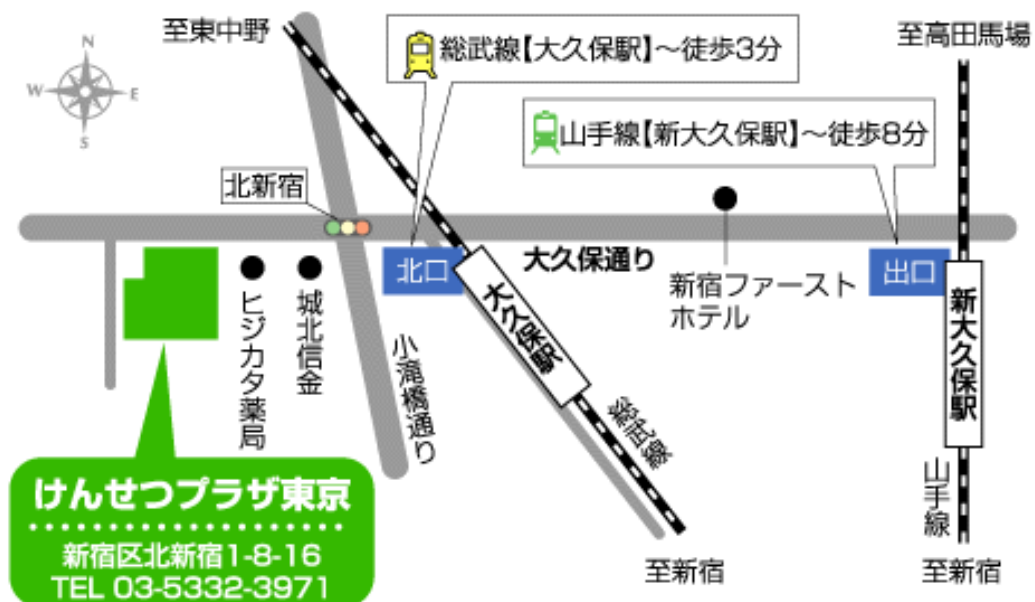 至東中野
総武線【大久保駅】～徒歩3分
至高田馬場
N
W
E
S
山手線【新大久保駅】～徒歩8分
北新宿
大久保通り
北口
出口
新宿ファースト
ホテル
大久保駅
新大久保駅
ヒジカタ薬局
城北信金
小滝橋通り
総武線
山手線
けんせつプラザ東京
新宿区北新宿1-8-16
TEL 03-5332-3971
至新宿
至新宿